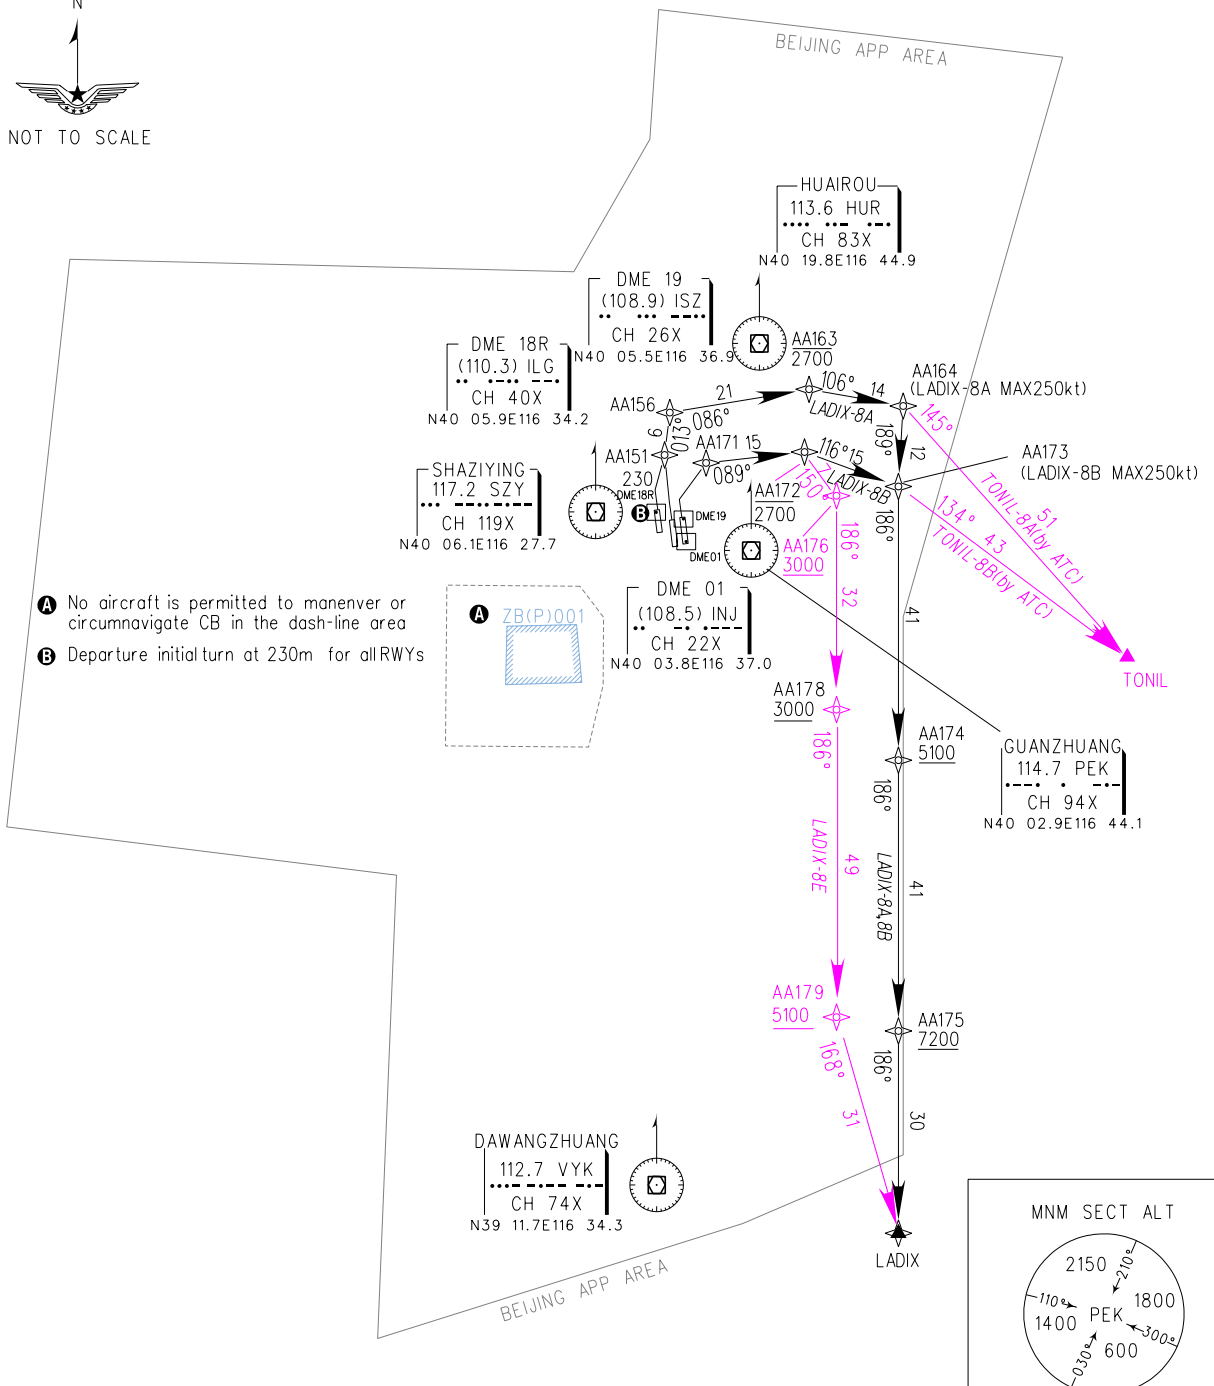 N
NOT TO SCALE
BEIJING APP AREA
HUAIROU
113.6 HUR
CH 83X
N40 19.8E116 44.9
DME 19
(108.9) ISZ
CH 26X
N40 05.5E116 36.9
DME 18R
(110.3) ILG
CH 40X
N40 05.9E116 34.2
AA163
2700
AA164
(LADIX-8A MAX250kt)
106°
14
LADIX-8A
21
086°
AA156
9
013°
AA151
230
AA171
15
089°
116°
15
LADIX-8B
189°
12
145°
AA173
(LADIX-8B MAX250kt)
SHAZIYING
117.2 SZY
CH 119X
N40 06.1E116 27.7
DME18R
B
DME19
DME01
AA172
2700
7
150°
AA176
3000
186°
32
186°
41
134°
43
TONIL-8B(by ATC)
51
TONIL-8A(by ATC)
TONIL
A No aircraft is permitted to manenver or
circumnavigate CB in the dash-line area
B Departure initial turn at 230m for all RWYs
A
ZB(P)001
DME 01
(108.5) INJ
CH 22X
N40 03.8E116 37.0
AA178
3000
186°
49
LADIX-8E
AA174
5100
186°
41
LADIX-8A,8B
GUANZHUANG
114.7 PEK
CH 94X
N40 02.9E116 44.1
AA179
5100
168°
31
AA175
7200
186°
30
DAWANGZHUANG
112.7 VYK
CH 74X
N39 11.7E116 34.3
LADIX
BEIJING APP AREA
MNM SECT ALT
2150
210°
110°
1800
1400
PEK
300°
600
030°